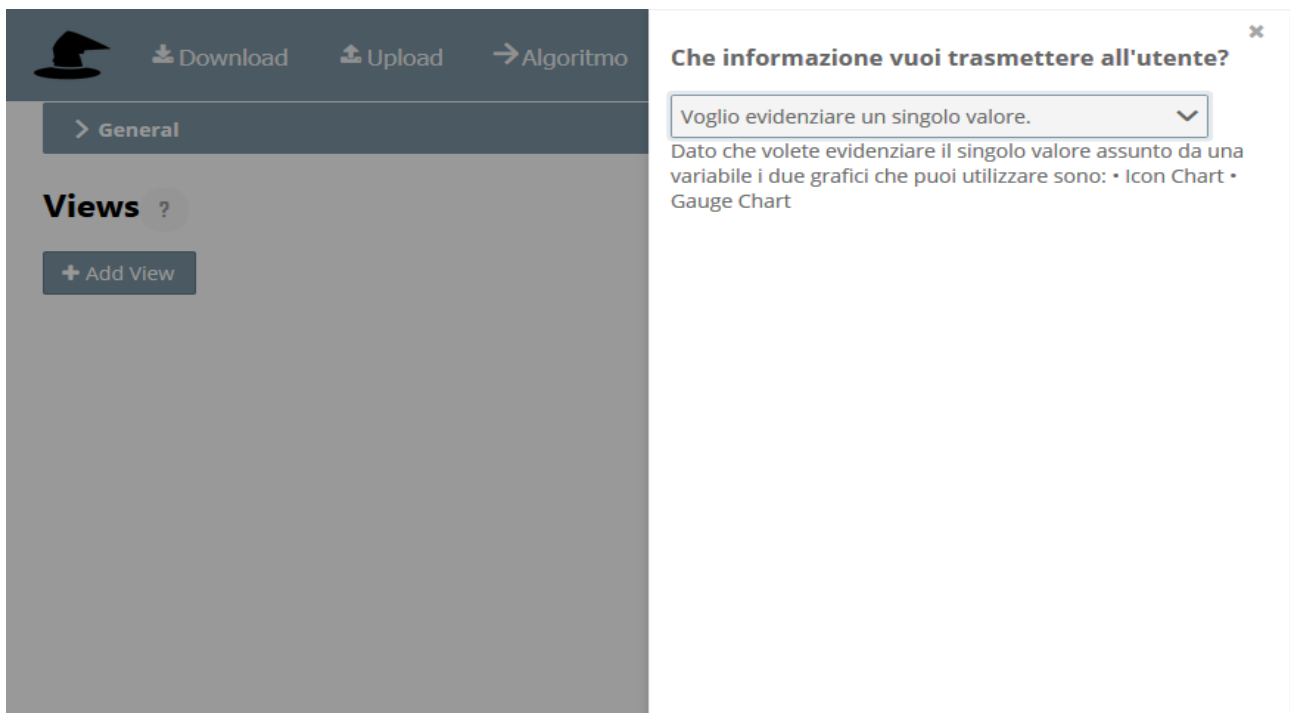 Download Upload Algoritmo
General
Views ?
Add View
Che informazione vuoi trasmettere all'utente?
Voglio evidenziare un singolo valore.
Dato che volete evidenziare il singolo valore assunto da una
variabile i due grafici che puoi utilizzare sono: • Icon Chart •
Gauge Chart